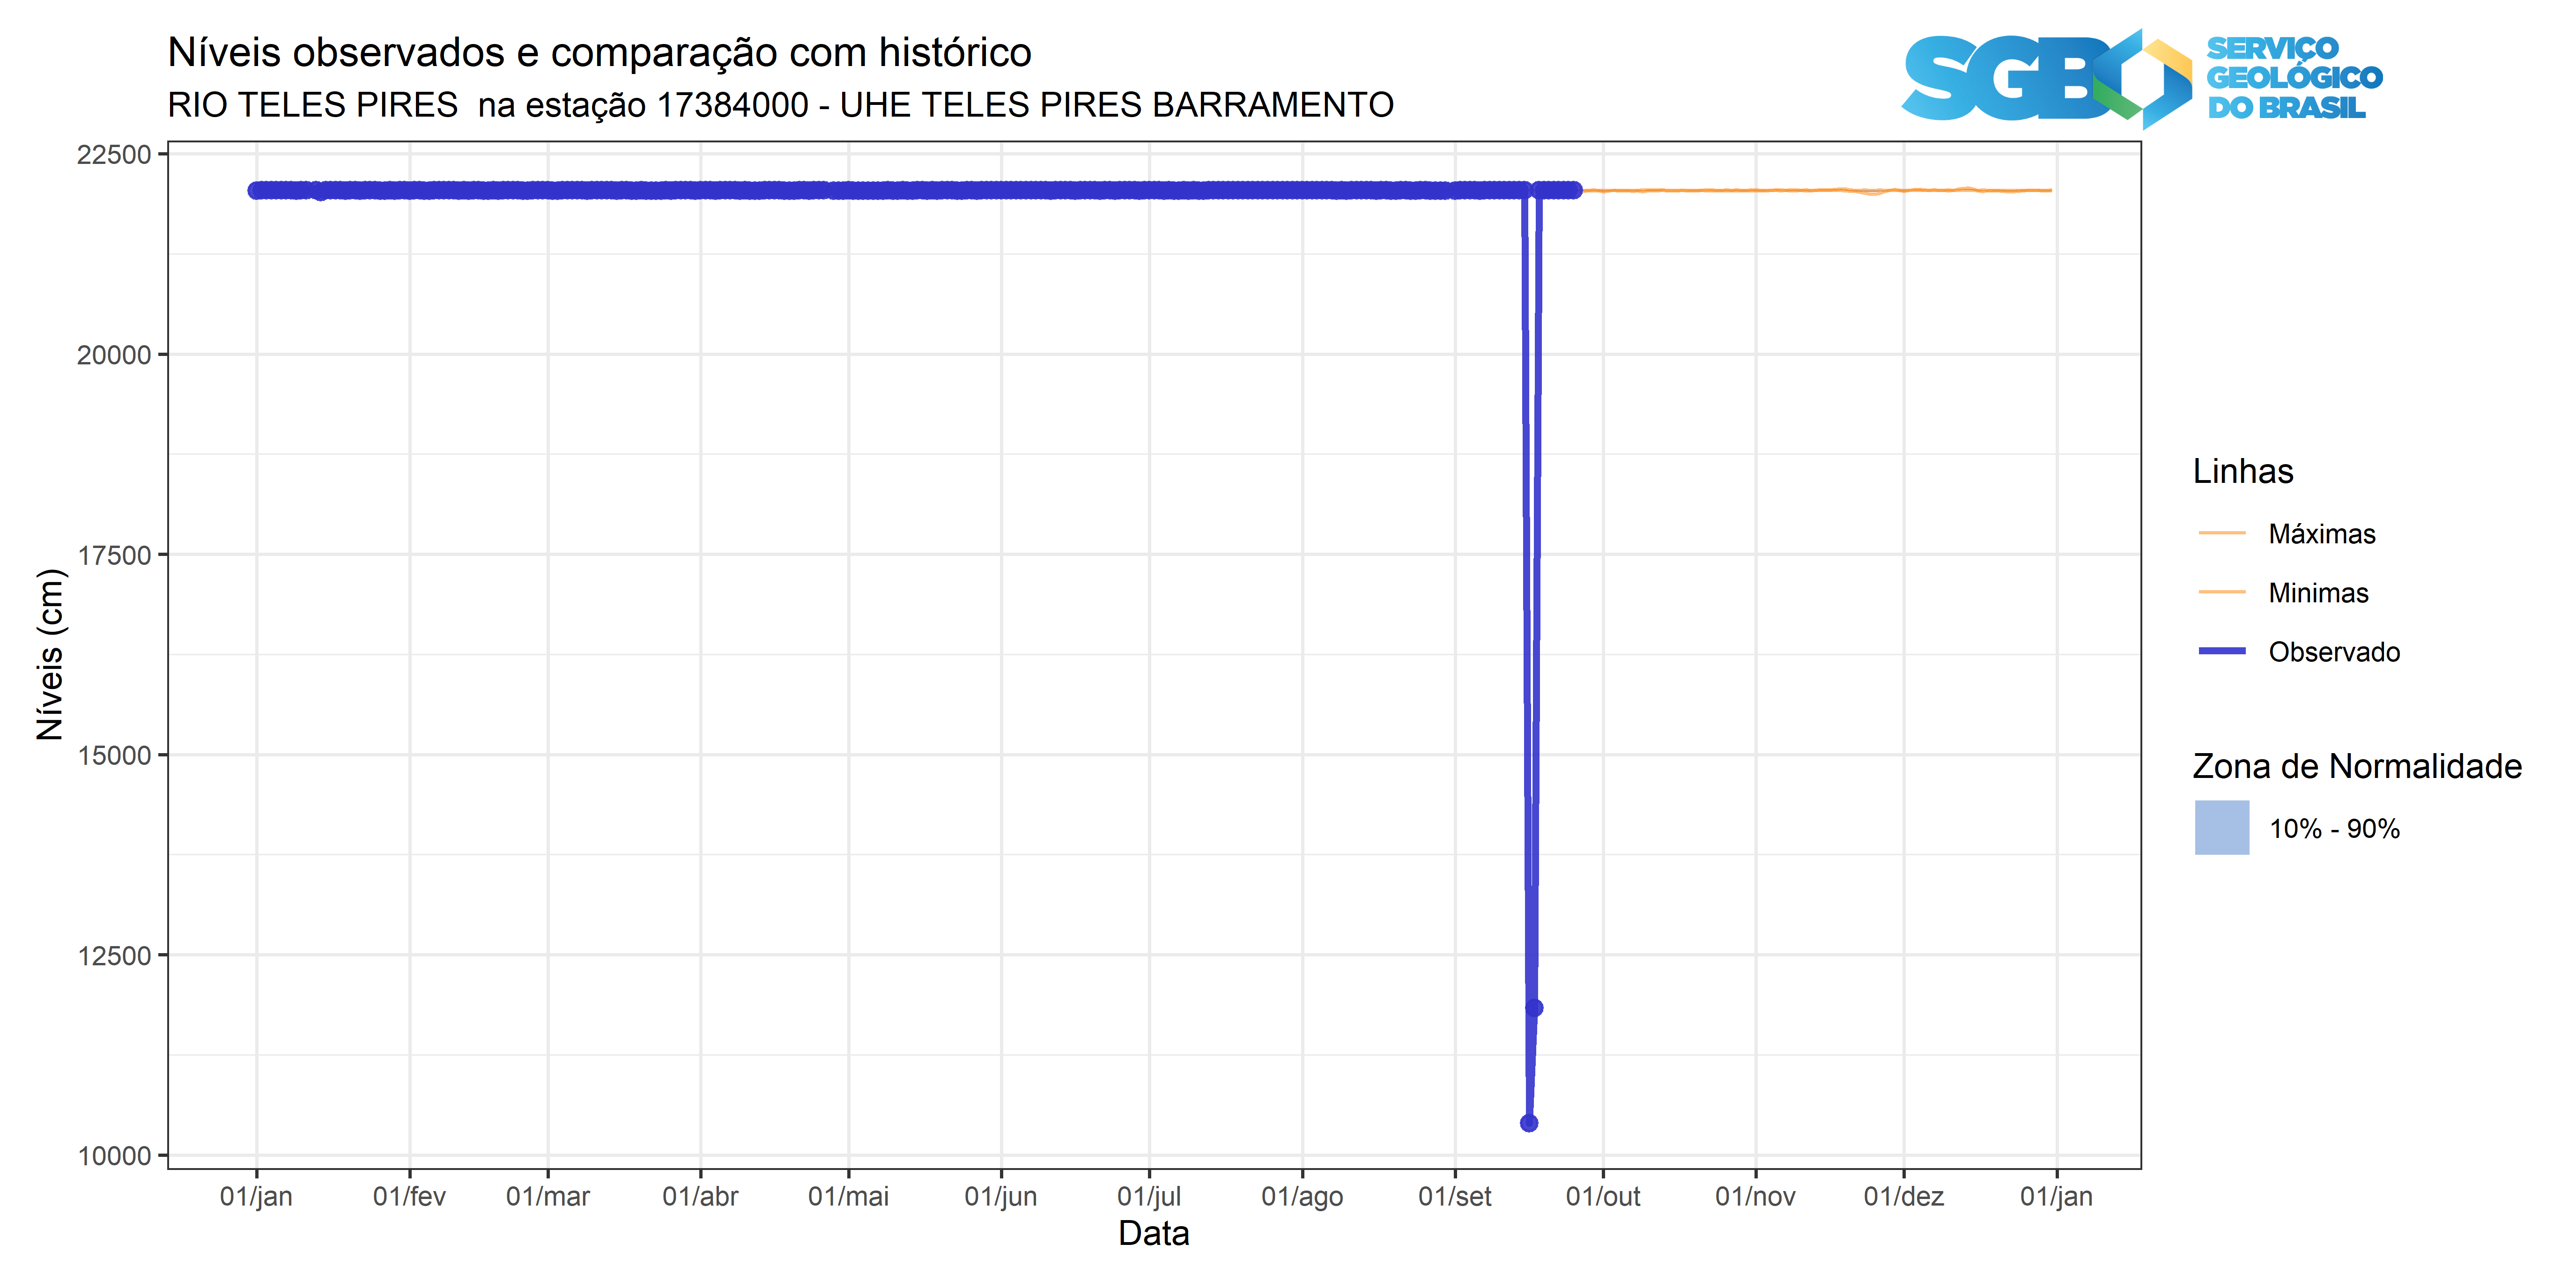 Níveis observados e comparação com histórico
RIO TELES PIRES  na estação 17384000 - UHE TELES PIRES BARRAMENTO
SGB
SERVIÇO
GEOLÓGICO
DO BRASIL
22500
20000
17500
15000
12500
10000
Níveis (cm)
01/jan
01/fev
01/mar
01/abr
01/mai
01/jun
01/jul
01/ago
01/set
01/out
01/nov
01/dez
01/jan
Data
Linhas
Máximas
Minimas
Observado
Zona de Normalidade
10% - 90%